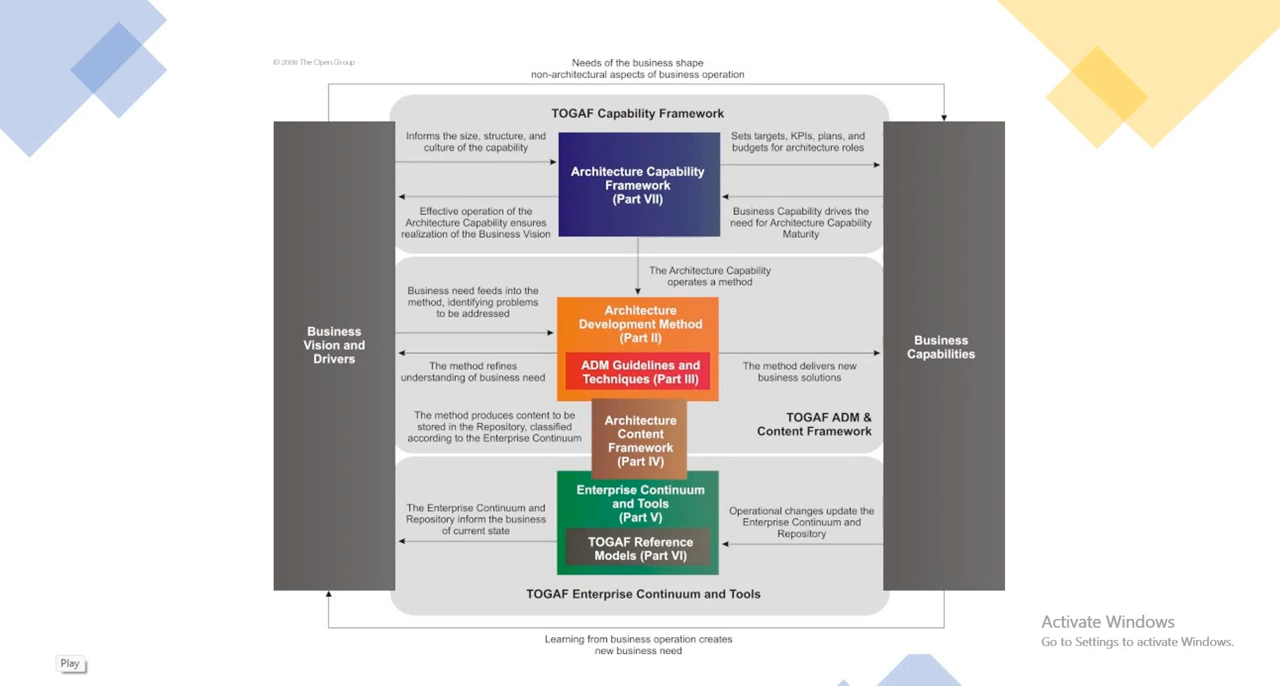 © 2008 The Open Group
Needs of the business shape
non-architectural aspects of business operation
TOGAF Capability Framework
Informs the size, structure, and
culture of the capability
Architecture Capability
Framework
(Part VII)
Sets targets, KPIs, plans, and
budgets for architecture roles
Effective operation of the
Architecture Capability ensures
realization of the Business Vision
Business Capability drives the
need for Architecture Capability
Maturity
The Architecture Capability
operates a method
Business need feeds into the
method, identifying problems
to be addressed
Architecture
Development Method
(Part II)
Business
Vision and
Drivers
Business
Capabilities
ADM Guidelines and
Techniques (Part III)
The method refines
understanding of business need
The method delivers new
business solutions
The method produces content to be
stored in the Repository, classified
according to the Enterprise Continuum
Architecture
Content
Framework
(Part IV)
TOGAF ADM &
Content Framework
Enterprise Continuum
and Tools
(Part V)
The Enterprise Continuum and
Repository inform the business
of current state
Operational changes update the
Enterprise Continuum and
Repository
TOGAF Reference
Models (Part VI)
TOGAF Enterprise Continuum and Tools
Learning from business operation creates
new business need
Activate Windows
Go to Settings to activate Windows.
Play